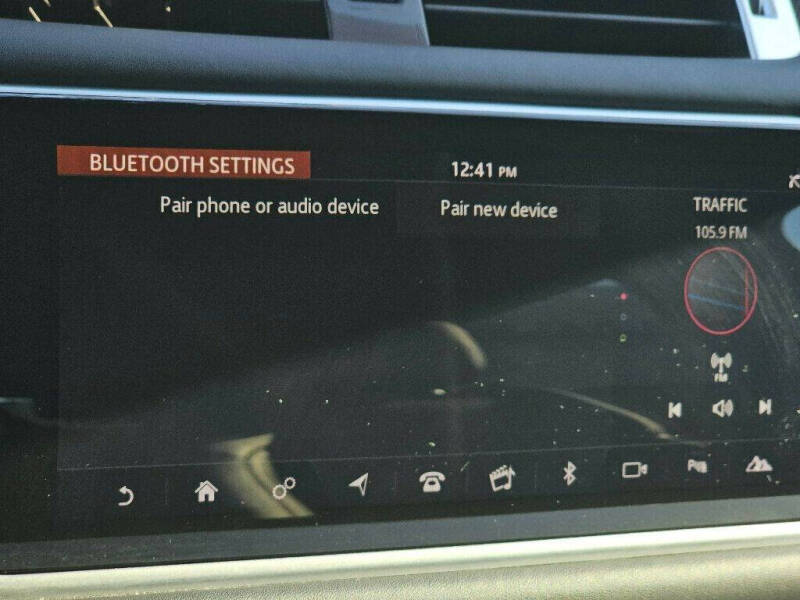 BLUETOOTH SETTINGS
12:41 PM
Pair phone or audio device
Pair new device
TRAFFIC
105.9 FM
FM